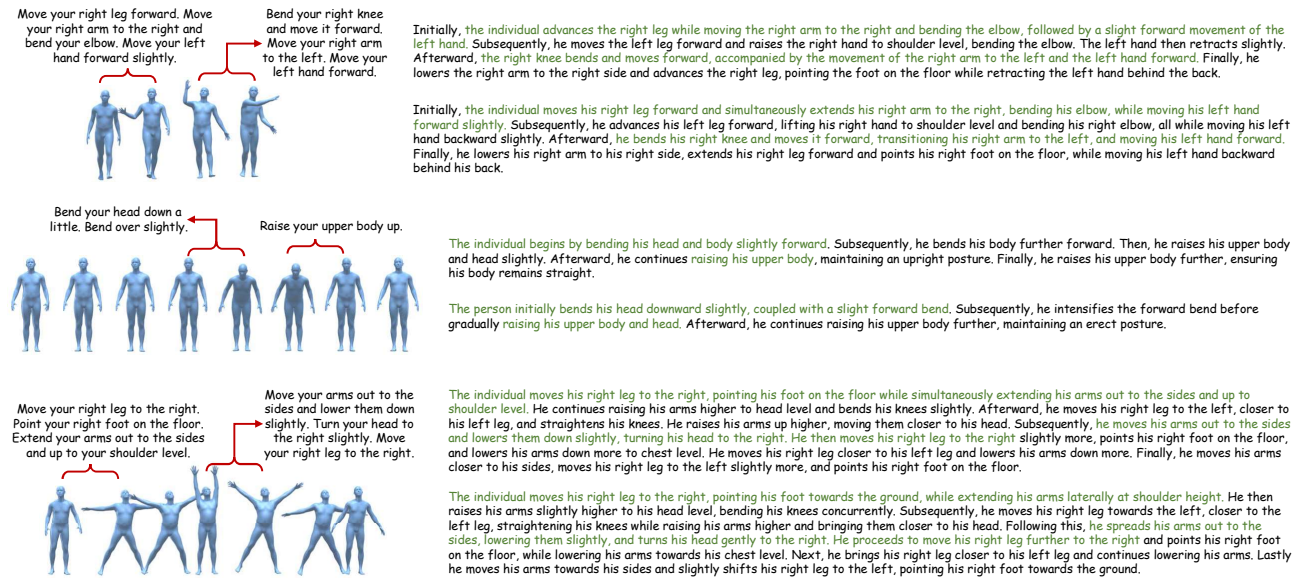 Move your right leg forward. Move
your right arm to the right and
bend your elbow. Move your left
hand forward slightly.
Bend your right knee
and move it forward.
Move your right arm
to the left. Move your
left hand forward.
Initially, the individual advances the right leg while moving the right arm to the right and bending the elbow, followed by a slight forward movement of the
left hand. Subsequently, he moves the left leg forward and raises the right hand to shoulder level, bending the elbow. The left hand then retracts slightly.
Afterward, the right knee bends and moves forward, accompanied by the movement of the right arm to the left and the left hand forward. Finally, he
lowers the right arm to the right side and advances the right leg, pointing the foot on the floor while retracting the left hand behind the back.
Initially, the individual moves his right leg forward and simultaneously extends his right arm to the right, bending his elbow, while moving his left hand
forward slightly. Subsequently, he advances his left leg forward, lifting his right hand to shoulder level and bending his right elbow, all while moving his left
hand backward slightly. Afterward, he bends his right knee and moves it forward, transitioning his right arm to the left, and moving his left hand forward.
Finally, he lowers his right arm to his right side, extends his right leg forward and points his right foot on the floor, while moving his left hand backward
behind his back.
Bend your head down a
little. Bend over slightly.
Raise your upper body up.
The individual begins by bending his head and body slightly forward. Subsequently, he bends his body further forward. Then, he raises his upper body
and head slightly. Afterward, he continues raising his upper body, maintaining an upright posture. Finally, he raises his upper body further, ensuring
his body remains straight.
The person initially bends his head downward slightly, coupled with a slight forward bend. Subsequently, he intensifies the forward bend before
gradually raising his upper body and head. Afterward, he continues raising his upper body further, maintaining an erect posture.
Move your right leg to the right.
Point your right foot on the floor.
Extend your arms out to the sides
and up to your shoulder level.
Move your arms out to the
sides and lower them down
slightly. Turn your head to
the right slightly. Move
your right leg to the right.
The individual moves his right leg to the right, pointing his foot on the floor while simultaneously extending his arms out to the sides and up to
shoulder level. He continues raising his arms higher to head level and bends his knees slightly. Afterward, he moves his right leg to the left, closer to
his left leg, and straightens his knees. He raises his arms up higher, moving them closer to his head. Subsequently, he moves his arms out to the sides
and lowers them down slightly, turning his head to the right. He then moves his right leg to the right slightly more, points his right foot on the floor,
and lowers his arms down more to chest level. He moves his right leg closer to his left leg and lowers his arms down more. Finally, he moves his arms
closer to his sides, moves his right leg to the left slightly more, and points his right foot on the floor.
The individual moves his right leg to the right, pointing his foot towards the ground, while extending his arms laterally at shoulder height. He then
raises his arms slightly higher to his head level, bending his knees concurrently. Subsequently, he moves his right leg towards the left, closer to the
left leg, straightening his knees while raising his arms higher and bringing them closer to his head. Following this, he spreads his arms out to the
sides, lowering them slightly, and turns his head gently to the right. He proceeds to move his right leg further to the right and points his right foot
on the floor, while lowering his arms towards his chest level. Next, he brings his right leg closer to his left leg and continues lowering his arms. Lastly
he moves his arms towards his sides and slightly shifts his right leg to the left, pointing his right foot towards the ground.